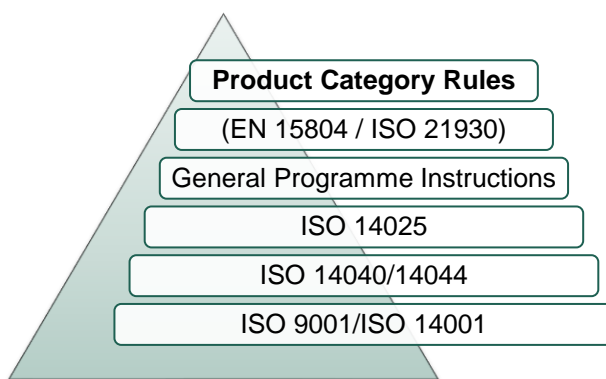 Product Category Rules
(EN 15804 / ISO 21930)
General Programme Instructions
ISO 14025
ISO 14040/14044
ISO 9001/ISO 14001